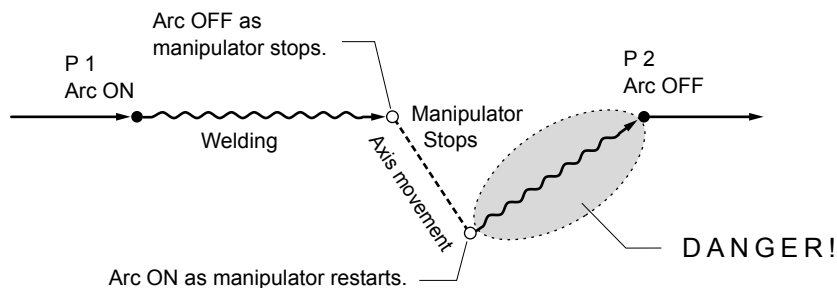 Arc OFF as
manipulator stops.
P 1
Arc ON
P 2
Arc OFF
Manipulator
Stops
Welding
Axis movement
DANGER!
Arc ON as manipulator restarts.